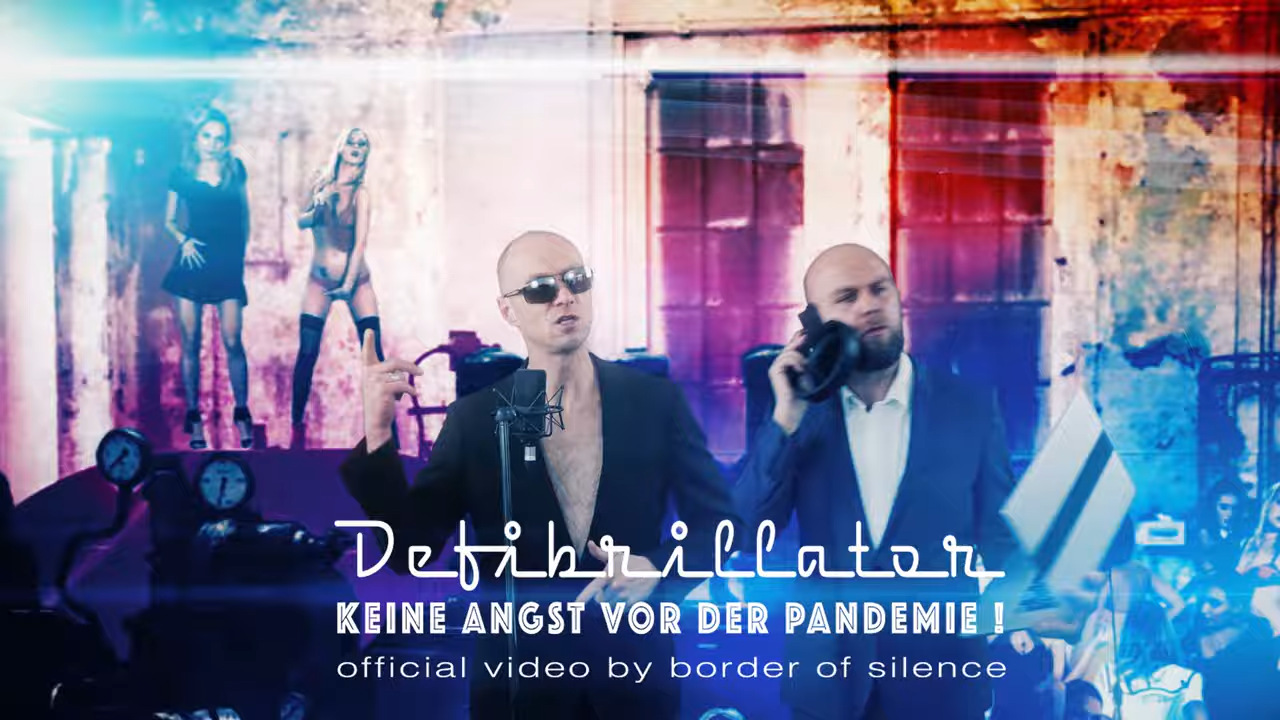 Defibrillator
KEINE ANGST VOR DER PANDEMIE !
official video by border of silence